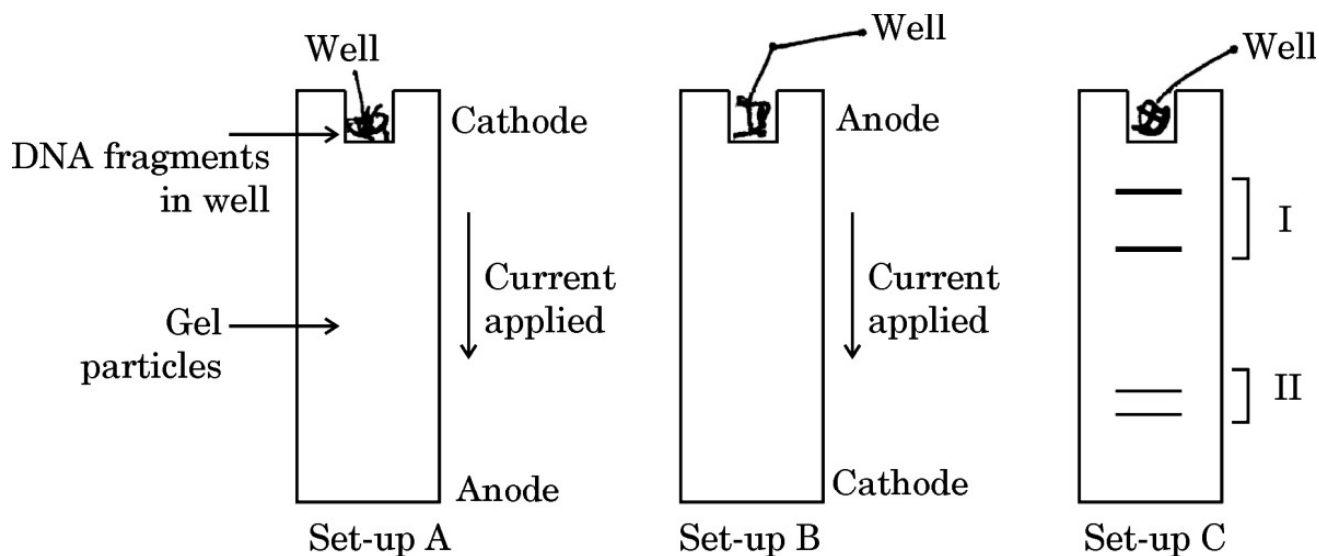 Well
DNA fragments
in well
Gel
particles
Cathode
Current
applied
Anode
Set-up A
Well
Anode
Current
applied
Cathode
Set-up B
Well
I
II
Set-up C